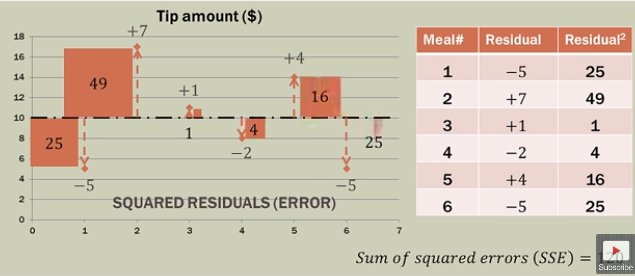 Tip amount ($)
18
16
14
12
10
8
6
4
2
0
0 1 2 3 4 5 6 7
+7
+1
+4
49
16
25
1
4
25
−5
−2
−5
SQUARED RESIDUALS (ERROR)
Meal# Residual Residual²
1 −5 25
2 +7 49
3 +1 1
4 −2 4
5 +4 16
6 −5 25
Sum of squared errors (SSE) =
Subscribe